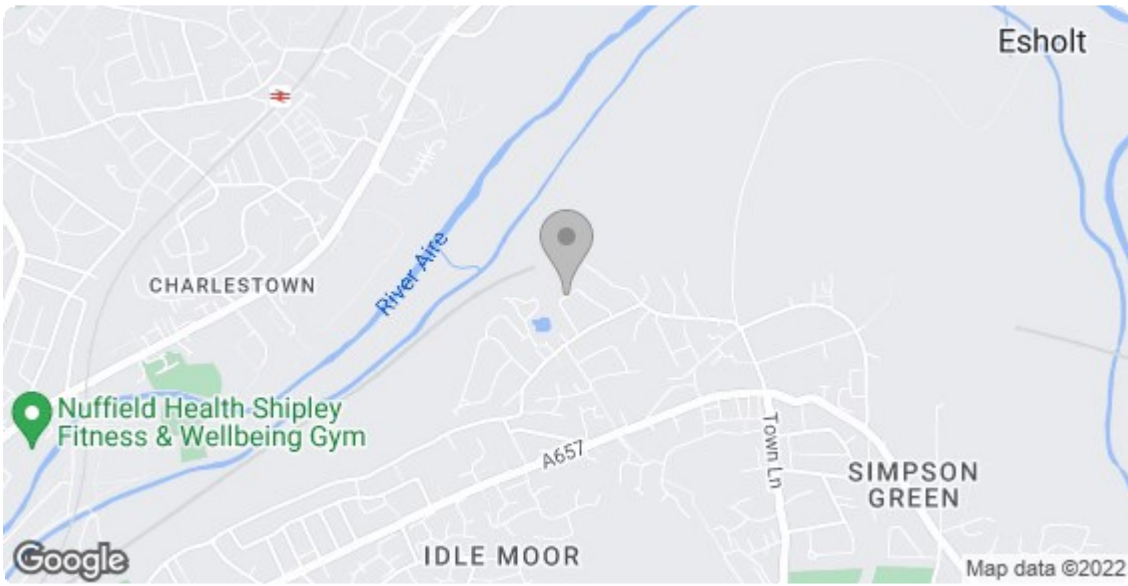 Esholt
River Aire
CHARLESTOWN
Nuffield Health Shipley
Fitness & Wellbeing Gym
A657
Town Ln
SIMPSON
GREEN
IDLE MOOR
Google
Map data ©2022